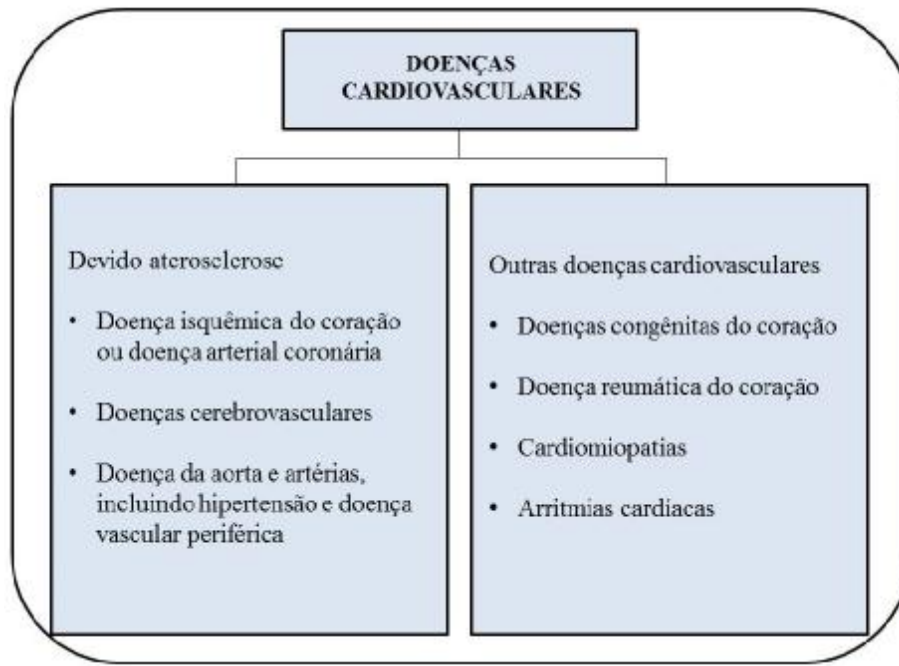 DOENÇAS
CARDIOVASCULARES
Devido aterosclerose
• Doença isquêmica do coração
ou doença arterial coronária
• Doenças cerebrovasculares
• Doença da aorta e artérias,
incluindo hipertensão e doença
vascular periférica
Outras doenças cardiovasculares
• Doenças congênitas do coração
• Doença reumática do coração
• Cardiomiopatias
• Arritmias cardíacas